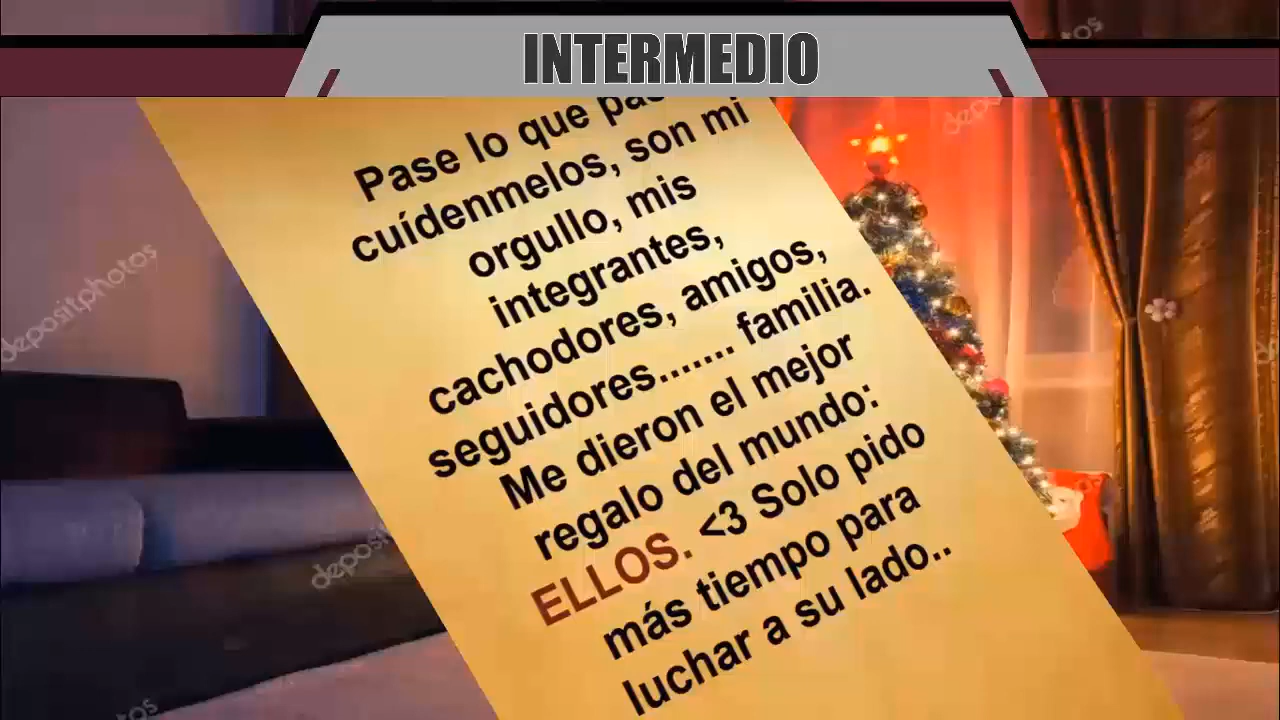 INTERMEDIO
Pase lo que
cuídenmelos, son mi
orgullo, mis
integrantes,
cachodores, amigos,
seguidores....... familia.
Me dieron el mejor
regalo del mundo:
ELLOS. <3 Solo pido
más tiempo para
luchar a su lado..
depositphotos